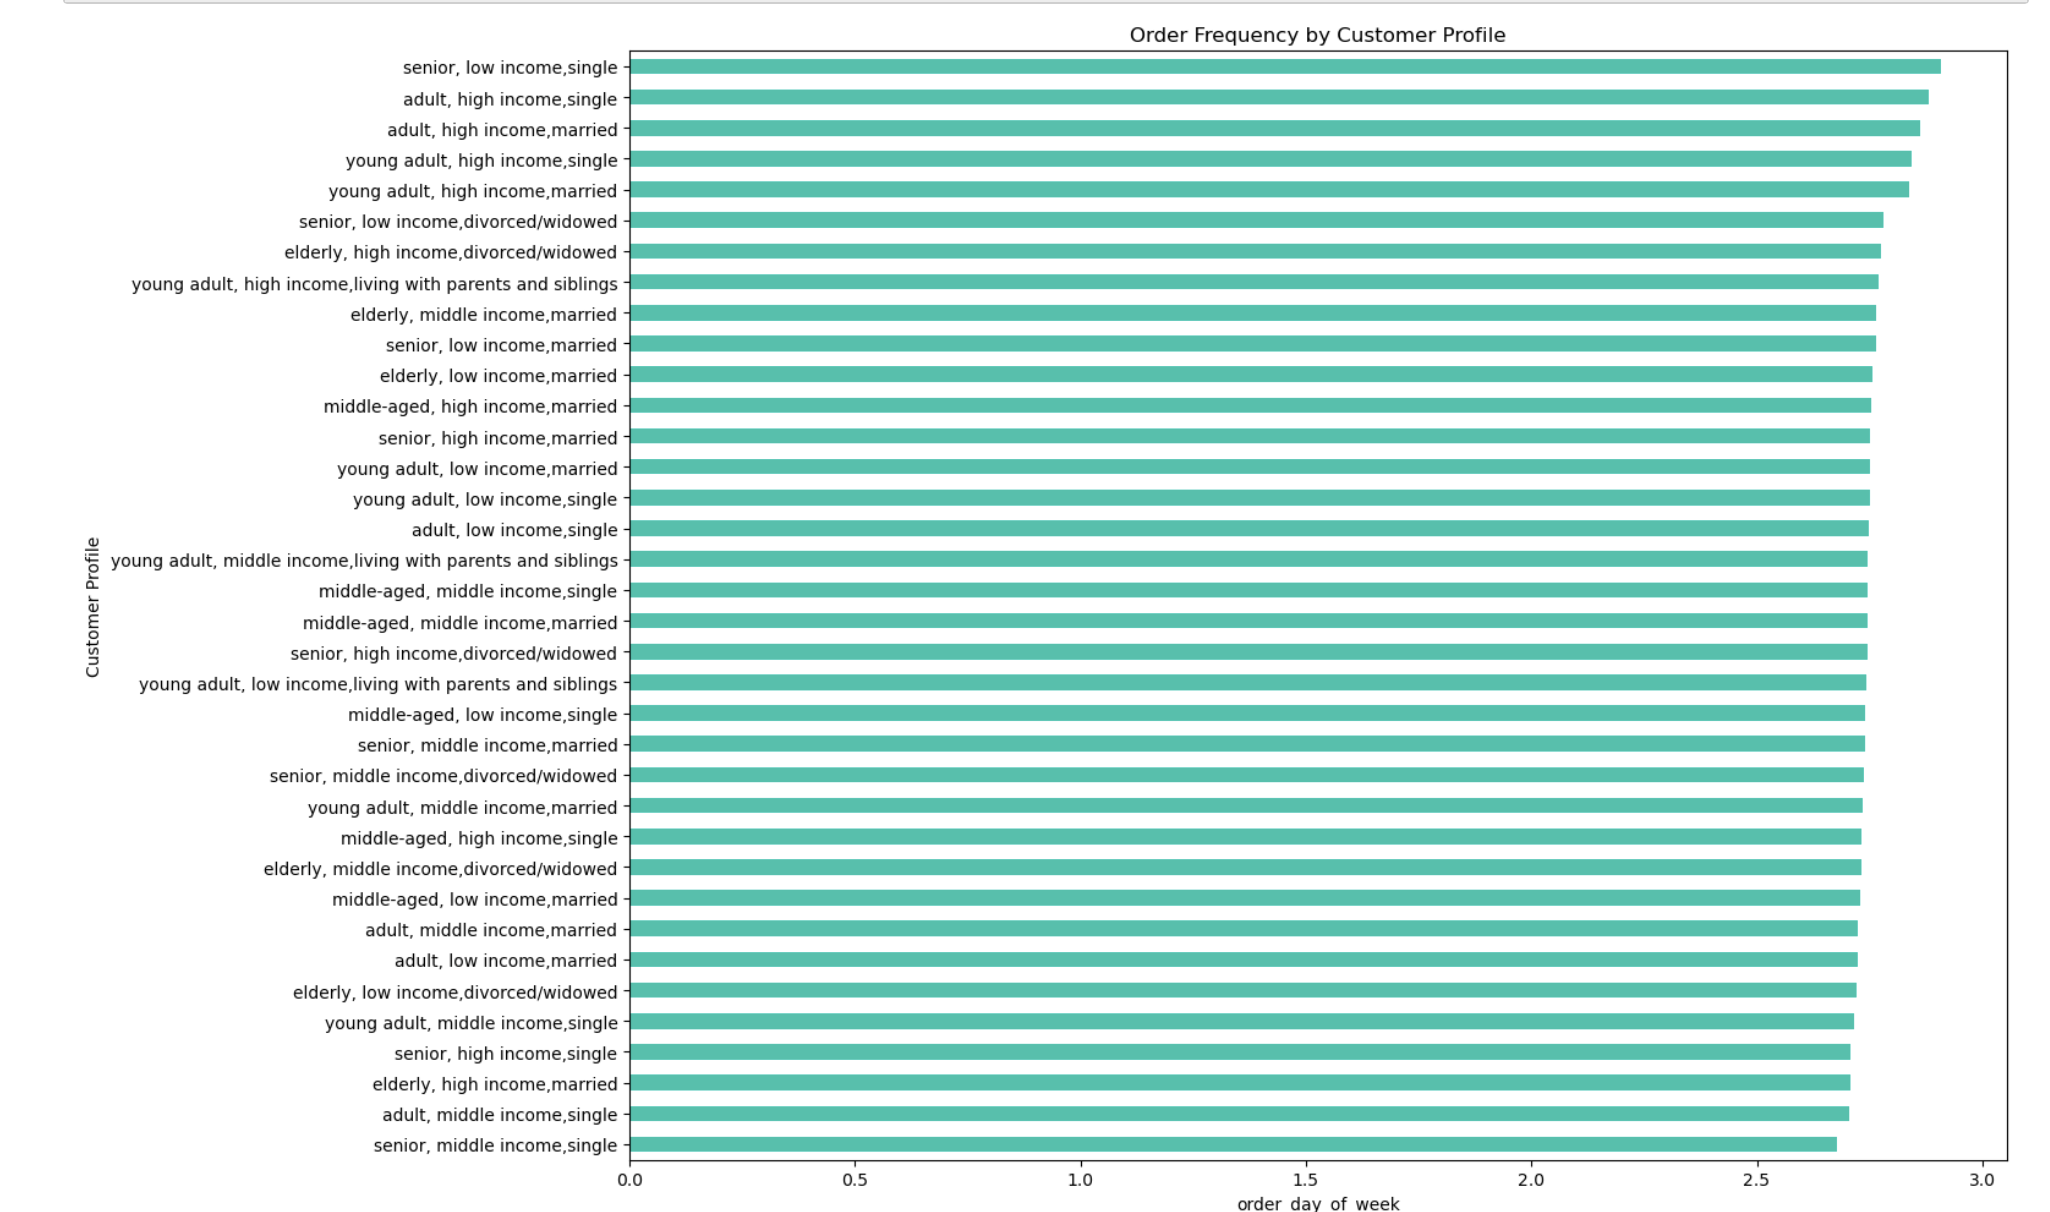 Order Frequency by Customer Profile
senior, low income,single
adult, high income,single
adult, high income,married
young adult, high income,single
young adult, high income,married
senior, low income,divorced/widowed
elderly, high income,divorced/widowed
young adult, high income,living with parents and siblings
elderly, middle income,married
senior, low income,married
elderly, low income,married
middle-aged, high income,married
senior, high income,married
young adult, low income,married
young adult, low income,single
adult, low income,single
young adult, middle income,living with parents and siblings
middle-aged, middle income,single
middle-aged, middle income,married
senior, high income,divorced/widowed
young adult, low income,living with parents and siblings
middle-aged, low income,single
senior, middle income,married
senior, middle income,divorced/widowed
young adult, middle income,married
middle-aged, high income,single
elderly, middle income,divorced/widowed
middle-aged, low income,married
adult, middle income,married
adult, low income,married
elderly, low income,divorced/widowed
young adult, middle income,single
senior, high income,single
elderly, high income,married
adult, middle income,single
senior, middle income,single
Customer Profile
0.0 0.5 1.0 1.5 2.0 2.5 3.0
order_day_of_week